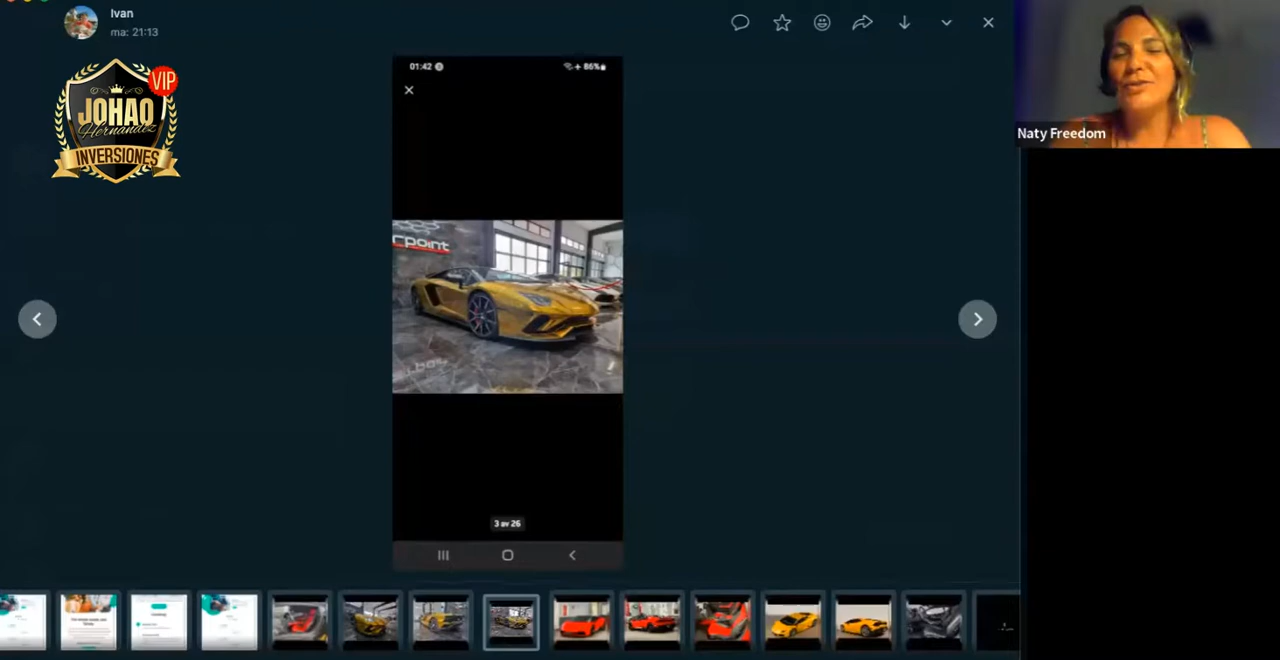 Ivan
ma: 21:13
VIP
JOHAO
Hernandez
INVERSIONES
01:42
86%
rpoint
3 av 26
Naty Freedom